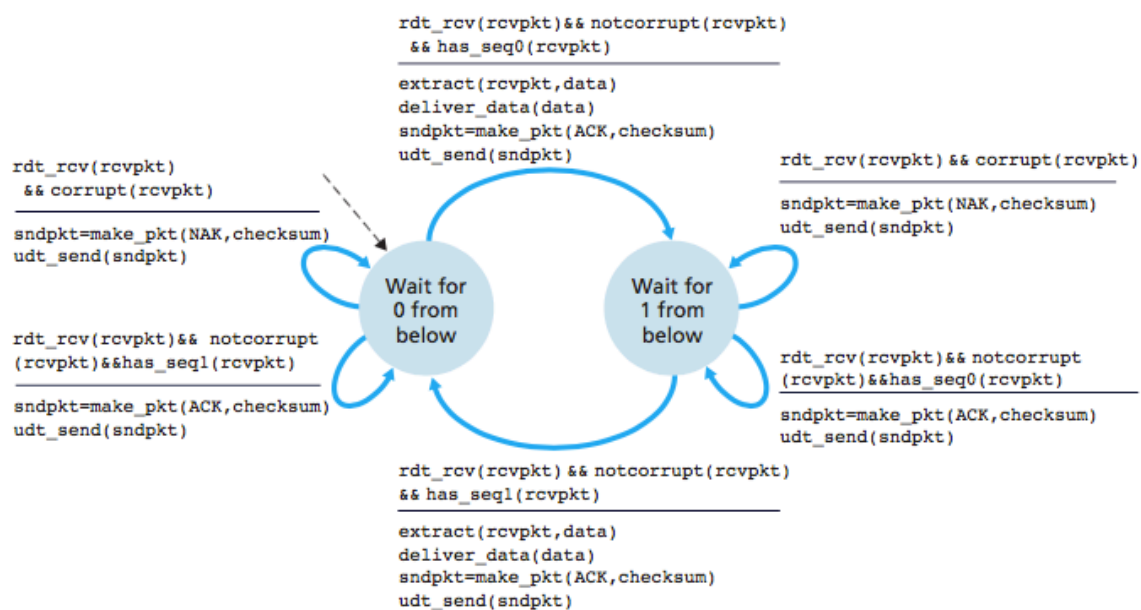 rdt_rcv(rcvpkt)&& notcorrupt(rcvpkt)
&& has_seq0(rcvpkt)
extract(rcvpkt,data)
deliver_data(data)
sndpkt=make_pkt(ACK,checksum)
udt_send(sndpkt)
rdt_rcv(rcvpkt)
&& corrupt(rcvpkt)
sndpkt=make_pkt(NAK,checksum)
udt_send(sndpkt)
rdt_rcv(rcvpkt) && corrupt(rcvpkt)
sndpkt=make_pkt(NAK,checksum)
udt_send(sndpkt)
Wait for
0 from
below
Wait for
1 from
below
rdt_rcv(rcvpkt)&& notcorrupt
(rcvpkt)&&has_seq1(rcvpkt)
sndpkt=make_pkt(ACK,checksum)
udt_send(sndpkt)
rdt_rcv(rcvpkt)&& notcorrupt
(rcvpkt)&&has_seq0(rcvpkt)
sndpkt=make_pkt(ACK,checksum)
udt_send(sndpkt)
rdt_rcv(rcvpkt) && notcorrupt(rcvpkt)
&& has_seq1(rcvpkt)
extract(rcvpkt,data)
deliver_data(data)
sndpkt=make_pkt(ACK,checksum)
udt_send(sndpkt)